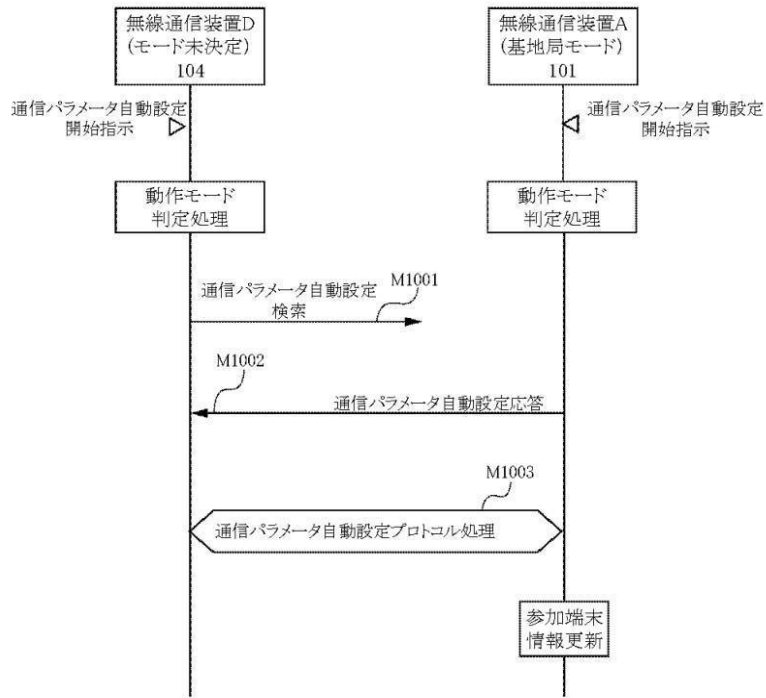 無線通信装置D
(モード未決定)
104
無線通信装置A
(基地局モード)
101
通信パラメータ自動設定
開始指示
通信パラメータ自動設定
開始指示
動作モード
判定処理
動作モード
判定処理
M1001
通信パラメータ自動設定
検索
M1002
通信パラメータ自動設定応答
M1003
通信パラメータ自動設定プロトコル処理
参加端末
情報更新